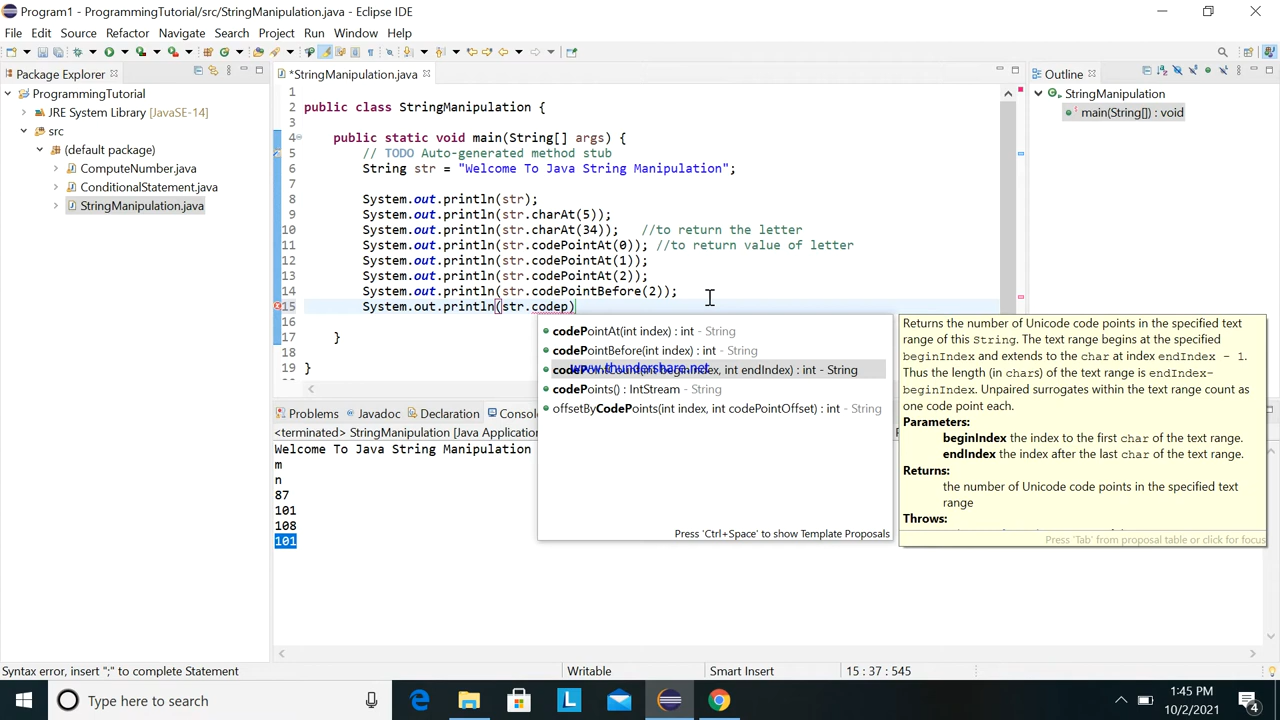 Program1 - ProgrammingTutorial/src/StringManipulation.java - Eclipse IDE
File Edit Source Refactor Navigate Search Project Run Window Help
Package Explorer
*StringManipulation.java
Outline
ProgrammingTutorial
JRE System Library [JavaSE-14]
src
(default package)
ComputeNumber.java
ConditionalStatement.java
StringManipulation.java
1
2 public class StringManipulation {
3
4 public static void main(String[] args) {
5 // TODO Auto-generated method stub
6 String str = "Welcome To Java String Manipulation";
7
8 System.out.println(str);
9 System.out.println(str.charAt(5));
10 System.out.println(str.charAt(34)); //to return the letter
11 System.out.println(str.codePointAt(0)); //to return value of letter
12 System.out.println(str.codePointAt(1));
13 System.out.println(str.codePointAt(2));
14 System.out.println(str.codePointBefore(2));
15 System.out.println(str.codep)
16
17 }
18
19 }
StringManipulation
main(String[]) : void
codePointAt(int index) : int - String
codePointBefore(int index) : int - String
codePointCount(int beginIndex, int endIndex) : int - String
www.thundershare.net
codePoints() : IntStream - String
offsetByCodePoints(int index, int codePointOffset) : int - String
Press 'Ctrl+Space' to show Template Proposals
Returns the number of Unicode code points in the specified text
range of this String. The text range begins at the specified
beginIndex and extends to the char at index endIndex - 1.
Thus the length (in chars) of the text range is endIndex-
beginIndex. Unpaired surrogates within the text range count as
one code point each.
Parameters:
beginIndex the index to the first char of the text range.
endIndex the index after the last char of the text range.
Returns:
the number of Unicode code points in the specified text
range
Throws:
Press 'Tab' from proposal table or click for focus
Problems Javadoc Declaration Consol
<terminated> StringManipulation [Java Application
Welcome To Java String Manipulation
m
n
87
101
108
101
Syntax error, insert ";" to complete Statement
Writable
Smart Insert
15 : 37 : 545
Type here to search
1:45 PM
10/2/2021
4